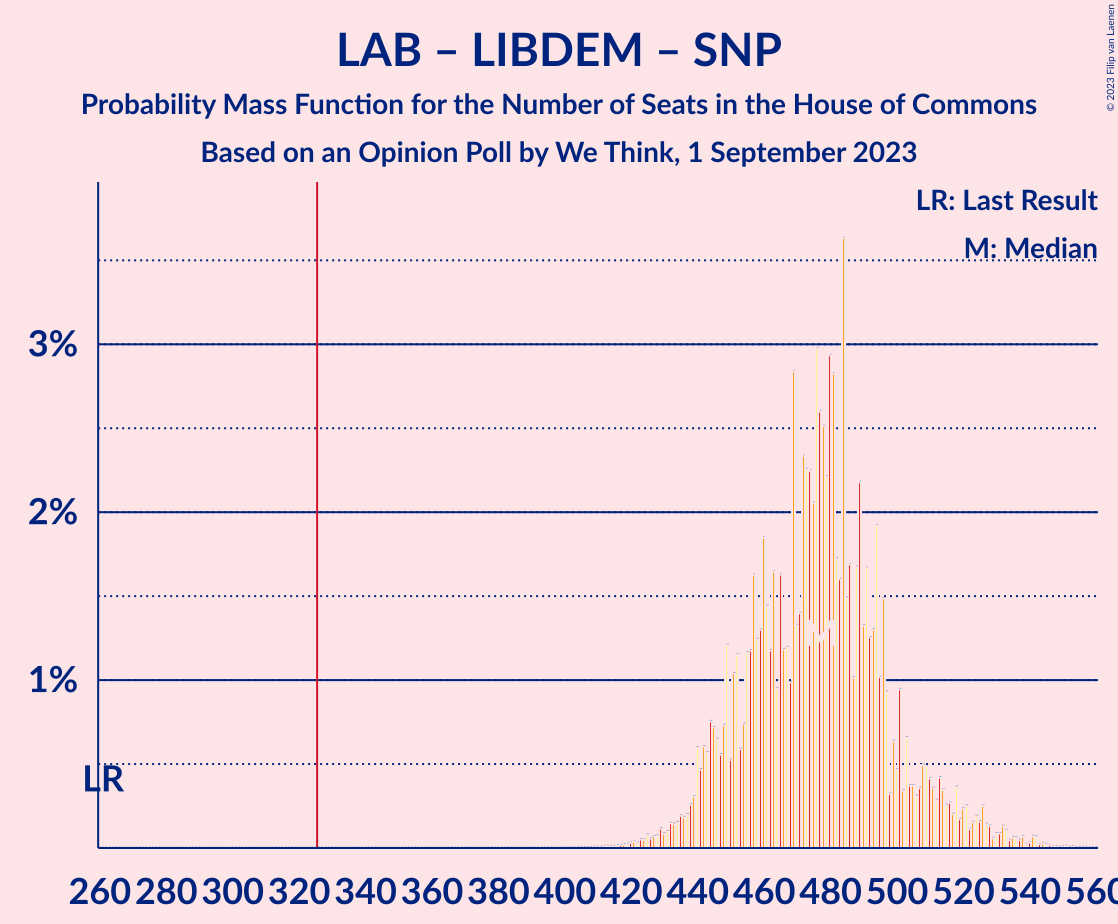 LAB – LIBDEM – SNP
Probability Mass Function for the Number of Seats in the House of Commons
Based on an Opinion Poll by We Think, 1 September 2023
© 2023 Filip van Laenen
LR: Last Result
M: Median
3%
2%
1%
LR
260 280 300 320 340 360 380 400 420 440 460 480 500 520 540 560